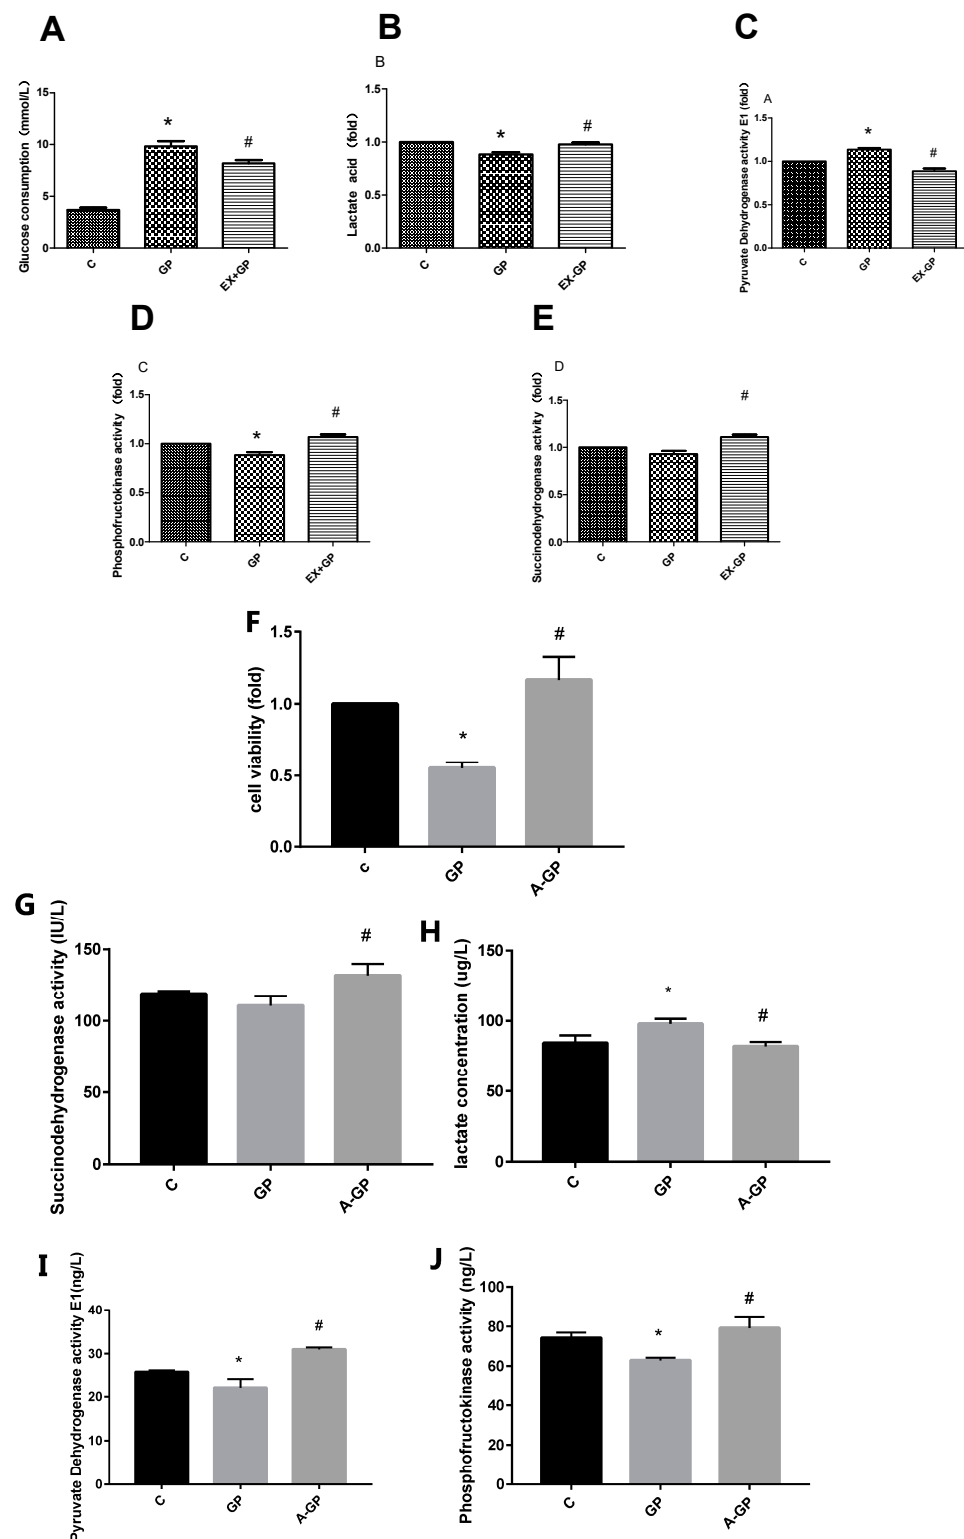 A
B
C
B
A
Glucose consumption (mmol/L)
15
10
5
0
*
#
C
GP
EX+GP
Lactate acid (fold)
1.5
1.0
0.5
0.0
*
#
C
GP
EX-GP
Pyruvate Dehydrogenase activity E1 (fold)
1.5
1.0
0.5
0.0
*
#
C
GP
EX-GP
D
E
C
D
Phosphofructokinase activity (fold)
1.5
1.0
0.5
0.0
*
#
C
GP
EX+GP
Succinodehydrogenase activity (fold)
1.5
1.0
0.5
0.0
#
C
GP
EX-GP
F
cell viability (fold)
1.5
1.0
0.5
0.0
*
#
c
GP
A-GP
G
Succinodehydrogenase activity (IU/L)
150
100
50
0
#
C
GP
A-GP
H
lactate concentration (ug/L)
150
100
50
0
*
#
C
GP
A-GP
I
Pyruvate Dehydrogenase activity E1(ng/L)
40
30
20
10
0
*
#
C
GP
A-GP
J
Phosphofructokinase activity (ng/L)
100
80
60
40
20
0
*
#
C
GP
A-GP